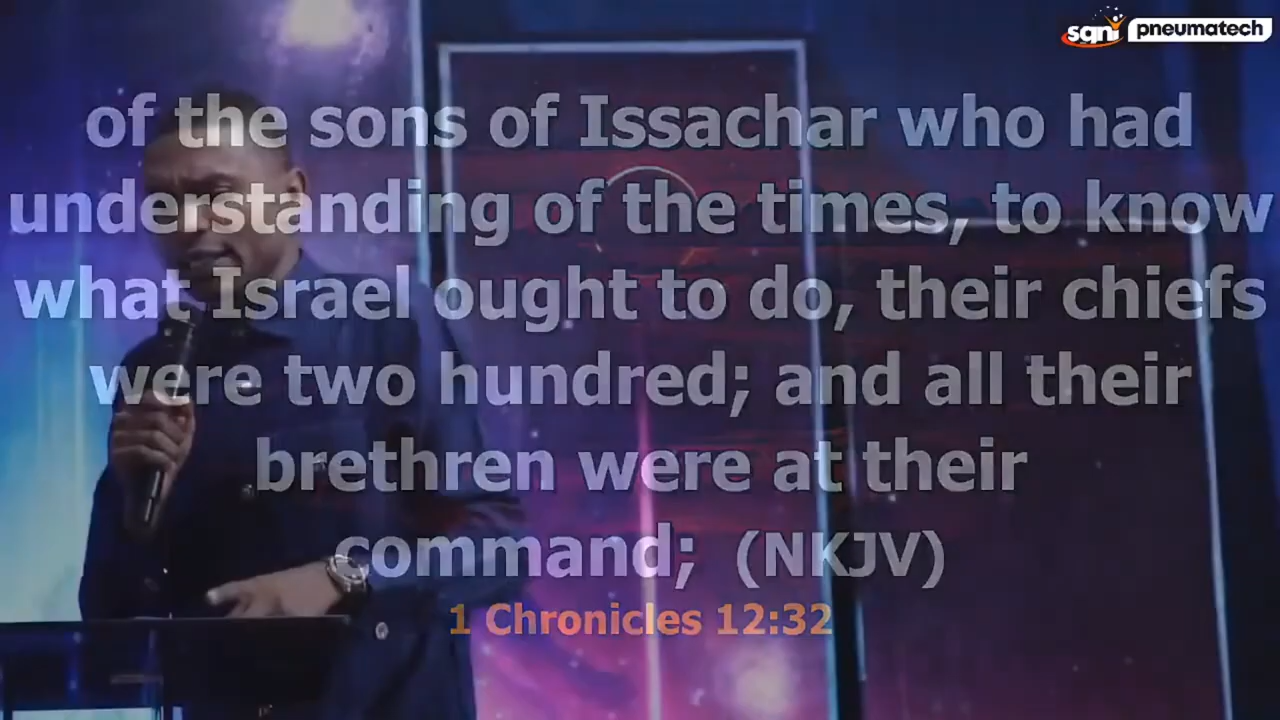 sgni pneumatech
of the sons of Issachar who had
understanding of the times, to know
what Israel ought to do, their chiefs
were two hundred; and all their
brethren were at their
command; (NKJV)
1 Chronicles 12:32